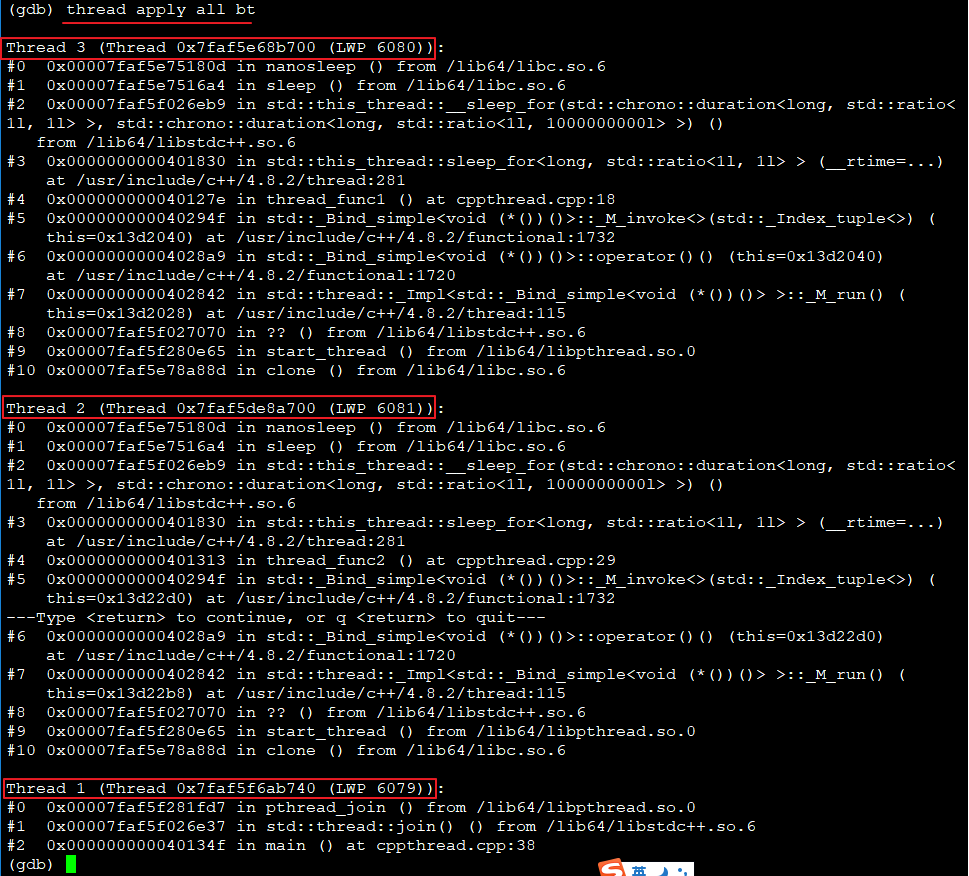 (gdb) thread apply all bt
Thread 3 (Thread 0x7faf5e68b700 (LWP 6080)):
#0  0x00007faf5e75180d in nanosleep () from /lib64/libc.so.6
#1  0x00007faf5e7516a4 in sleep () from /lib64/libc.so.6
#2  0x00007faf5f026eb9 in std::this_thread::__sleep_for(std::chrono::duration<long, std::ratio<
1l, 1l> >, std::chrono::duration<long, std::ratio<1l, 1000000000l> >) ()
   from /lib64/libstdc++.so.6
#3  0x0000000000401830 in std::this_thread::sleep_for<long, std::ratio<1l, 1l> > (__rtime=...)
    at /usr/include/c++/4.8.2/thread:281
#4  0x000000000040127e in thread_func1 () at cppthread.cpp:18
#5  0x000000000040294f in std::_Bind_simple<void (*())()>::_M_invoke<>(std::_Index_tuple<>) (
    this=0x13d2040) at /usr/include/c++/4.8.2/functional:1732
#6  0x00000000004028a9 in std::_Bind_simple<void (*())()>::operator()() (this=0x13d2040)
    at /usr/include/c++/4.8.2/functional:1720
#7  0x0000000000402842 in std::thread::_Impl<std::_Bind_simple<void (*())()> >::_M_run() (
    this=0x13d2028) at /usr/include/c++/4.8.2/thread:115
#8  0x00007faf5f027070 in ?? () from /lib64/libstdc++.so.6
#9  0x00007faf5f280e65 in start_thread () from /lib64/libpthread.so.0
#10 0x00007faf5e78a88d in clone () from /lib64/libc.so.6
Thread 2 (Thread 0x7faf5de8a700 (LWP 6081)):
#0  0x00007faf5e75180d in nanosleep () from /lib64/libc.so.6
#1  0x00007faf5e7516a4 in sleep () from /lib64/libc.so.6
#2  0x00007faf5f026eb9 in std::this_thread::__sleep_for(std::chrono::duration<long, std::ratio<
1l, 1l> >, std::chrono::duration<long, std::ratio<1l, 1000000000l> >) ()
   from /lib64/libstdc++.so.6
#3  0x0000000000401830 in std::this_thread::sleep_for<long, std::ratio<1l, 1l> > (__rtime=...)
    at /usr/include/c++/4.8.2/thread:281
#4  0x0000000000401313 in thread_func2 () at cppthread.cpp:29
#5  0x000000000040294f in std::_Bind_simple<void (*())()>::_M_invoke<>(std::_Index_tuple<>) (
    this=0x13d22d0) at /usr/include/c++/4.8.2/functional:1732
---Type <return> to continue, or q <return> to quit---
#6  0x00000000004028a9 in std::_Bind_simple<void (*())()>::operator()() (this=0x13d22d0)
    at /usr/include/c++/4.8.2/functional:1720
#7  0x0000000000402842 in std::thread::_Impl<std::_Bind_simple<void (*())()> >::_M_run() (
    this=0x13d22b8) at /usr/include/c++/4.8.2/thread:115
#8  0x00007faf5f027070 in ?? () from /lib64/libstdc++.so.6
#9  0x00007faf5f280e65 in start_thread () from /lib64/libpthread.so.0
#10 0x00007faf5e78a88d in clone () from /lib64/libc.so.6
Thread 1 (Thread 0x7faf5f6ab740 (LWP 6079)):
#0  0x00007faf5f281fd7 in pthread_join () from /lib64/libpthread.so.0
#1  0x00007faf5f026e37 in std::thread::join() () from /lib64/libstdc++.so.6
#2  0x000000000040134f in main () at cppthread.cpp:38
(gdb)
S 英